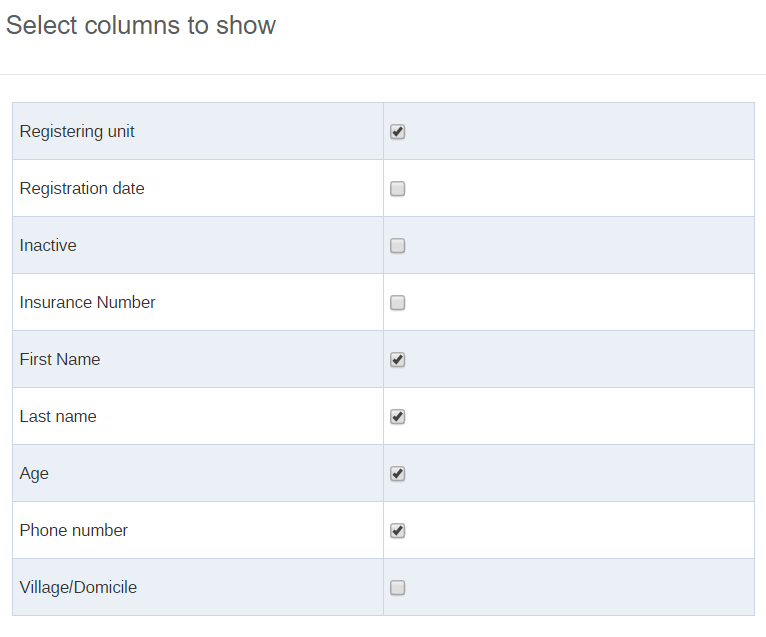 Select columns to show
Registering unit
Registration date
Inactive
Insurance Number
First Name
Last name
Age
Phone number
Village/Domicile